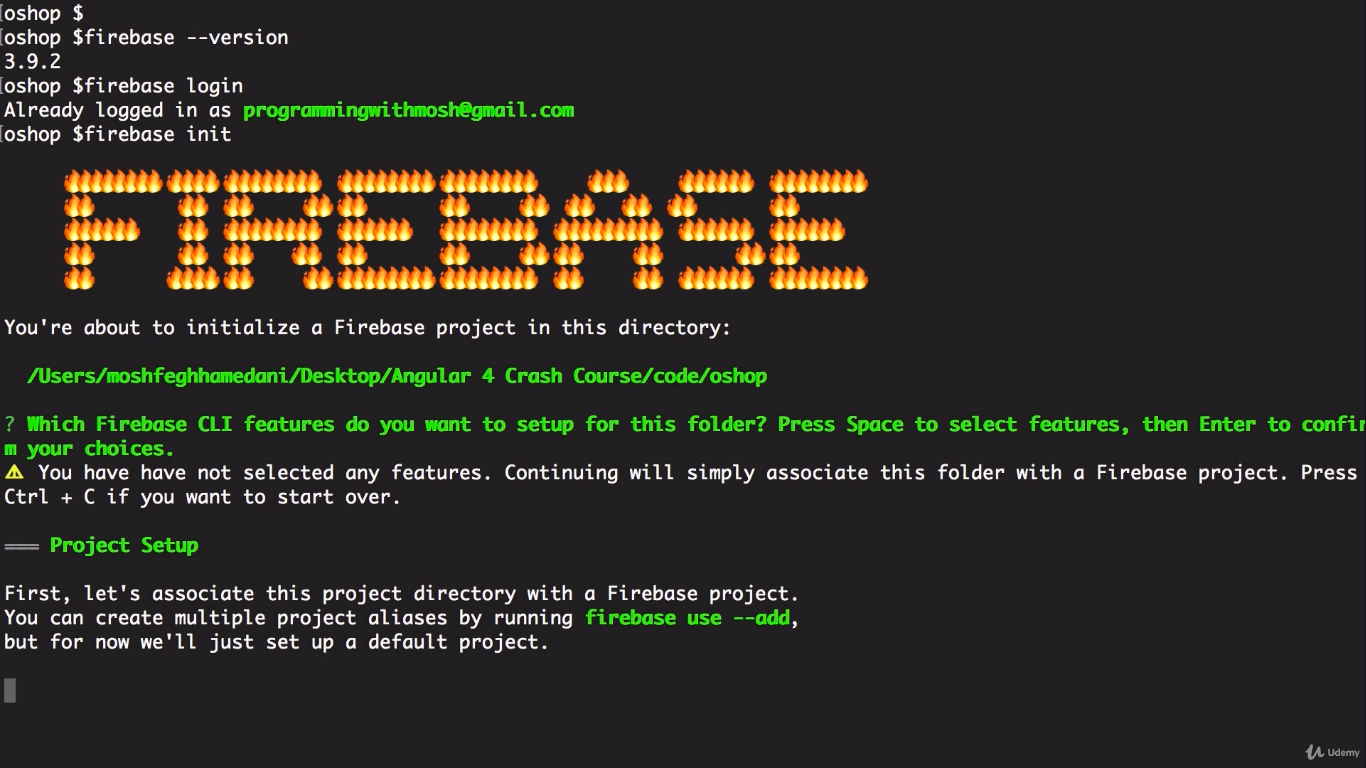 oshop $
oshop $firebase --version
3.9.2
oshop $firebase login
Already logged in as programmingwithmosh@gmail.com
oshop $firebase init
FIREBASE
You're about to initialize a Firebase project in this directory:
/Users/moshfeghhamedani/Desktop/Angular 4 Crash Course/code/oshop
? Which Firebase CLI features do you want to setup for this folder? Press Space to select features, then Enter to confir
m your choices.
⚠ You have have not selected any features. Continuing will simply associate this folder with a Firebase project. Press
Ctrl + C if you want to start over.
=== Project Setup
First, let's associate this project directory with a Firebase project.
You can create multiple project aliases by running firebase use --add,
but for now we'll just set up a default project.
Udemy